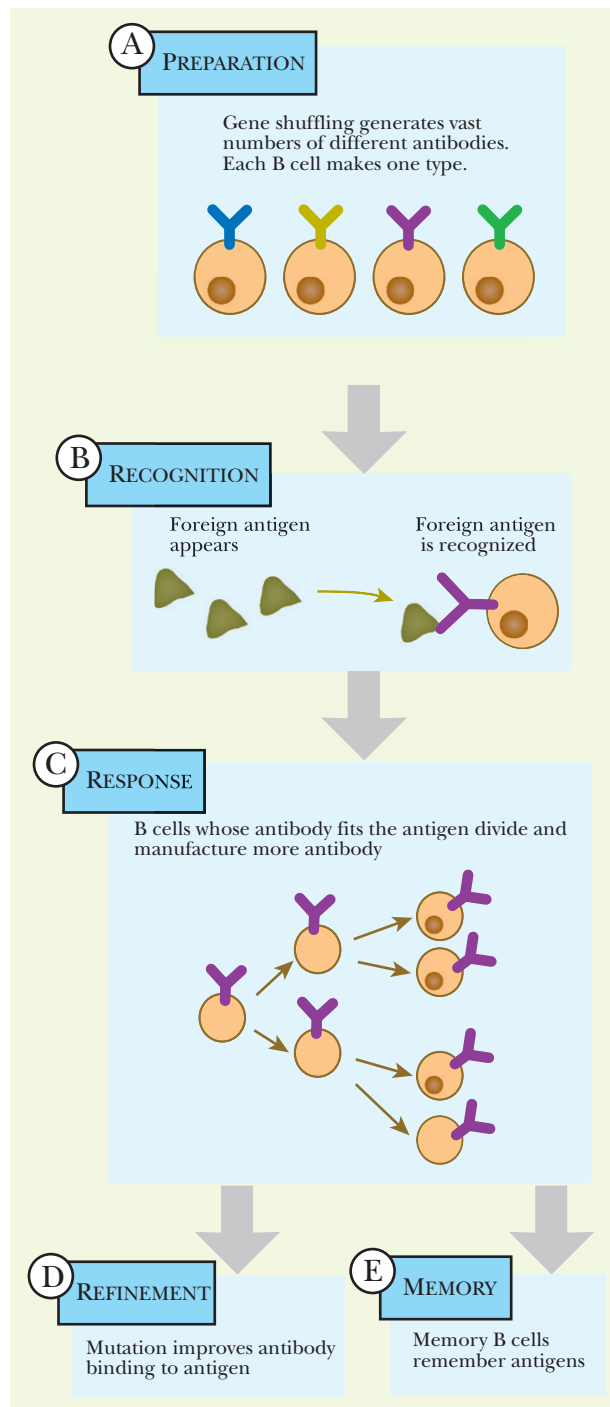 A
PREPARATION
Gene shuffling generates vast
numbers of different antibodies.
Each B cell makes one type.
B
RECOGNITION
Foreign antigen
appears
Foreign antigen
is recognized
C
RESPONSE
B cells whose antibody fits the antigen divide and
manufacture more antibody
D
REFINEMENT
Mutation improves antibody
binding to antigen
E
MEMORY
Memory B cells
remember antigens